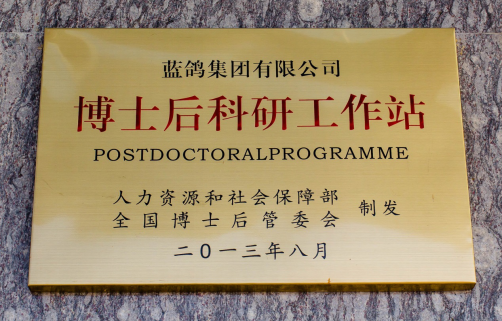 蓝鸽集团有限公司
博士后科研工作站
POSTDOCTORALPROGRAMME
人力资源和社会保障部
全国博士后管委会 制发
二0一三年八月